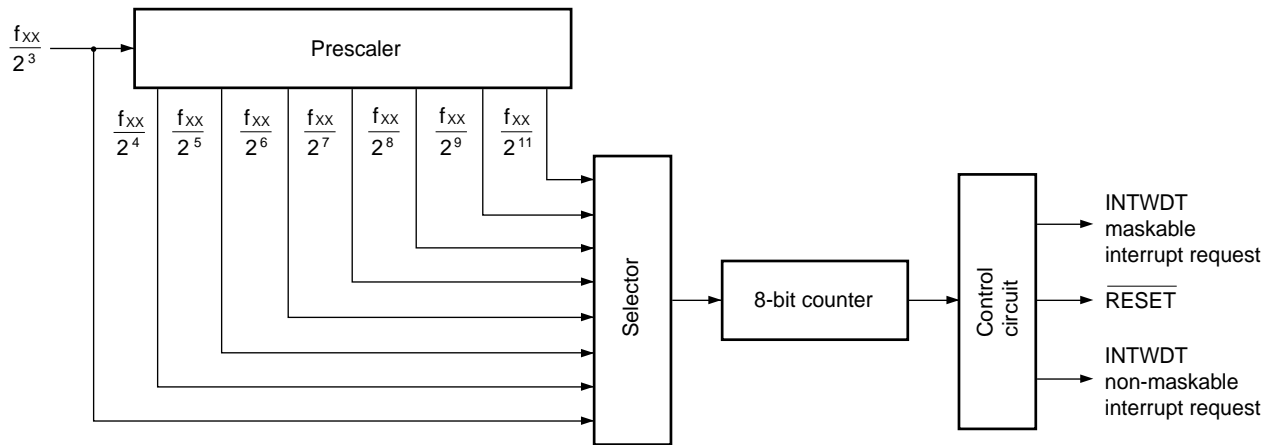 fXX
2³
Prescaler
fXX
2⁴
fXX
2⁵
fXX
2⁶
fXX
2⁷
fXX
2⁸
fXX
2⁹
fXX
2¹¹
Selector
8-bit counter
Control
circuit
INTWDT
maskable
interrupt request
RESET
INTWDT
non-maskable
interrupt request